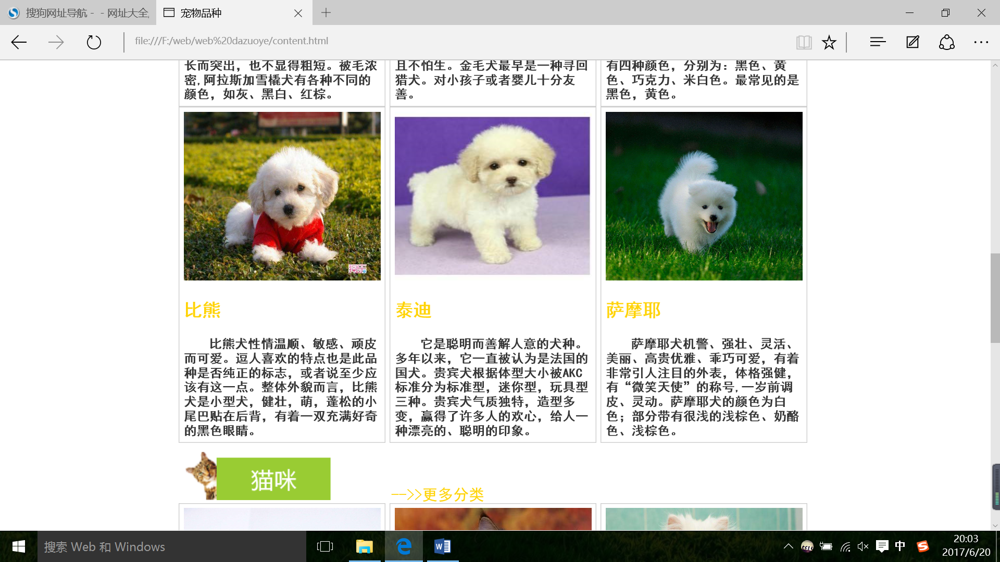 搜狗网址导航 - - 网址大全,
宠物品种
file:///F:/web/web%20dazuoye/content.html
长而突出，也不显得粗短。被毛浓
密,阿拉斯加雪橇犬有各种不同的
颜色，如灰、黑白、红棕。
且不怕生。金毛犬最早是一种寻回
猎犬。对小孩子或者婴儿十分友
善。
有四种颜色，分别为：黑色、黄
色、巧克力、米白色。最常见的是
黑色，黄色。
比熊
比熊犬性情温顺、敏感、顽皮
而可爱。逗人喜欢的特点也是此品
种是否纯正的标志，或者说至少应
该有这一点。整体外貌而言，比熊
犬是小型犬，健壮，萌，蓬松的小
尾巴贴在后背，有着一双充满好奇
的黑色眼睛。
泰迪
它是聪明而善解人意的犬种。
多年以来，它一直被认为是法国的
国犬。贵宾犬根据体型大小被AKC
标准分为标准型，迷你型，玩具型
三种。贵宾犬气质独特，造型多
变，赢得了许多人的欢心，给人一
种漂亮的、聪明的印象。
萨摩耶
萨摩耶犬机警、强壮、灵活、
美丽、高贵优雅、乖巧可爱，有着
非常引人注目的外表，体格强健，
有“微笑天使”的称号,一岁前调
皮、灵动。萨摩耶犬的颜色为白
色；部分带有很浅的浅棕色、奶酪
色、浅棕色。
猫咪
-->>更多分类
搜索 Web 和 Windows
中
20:03
2017/6/20